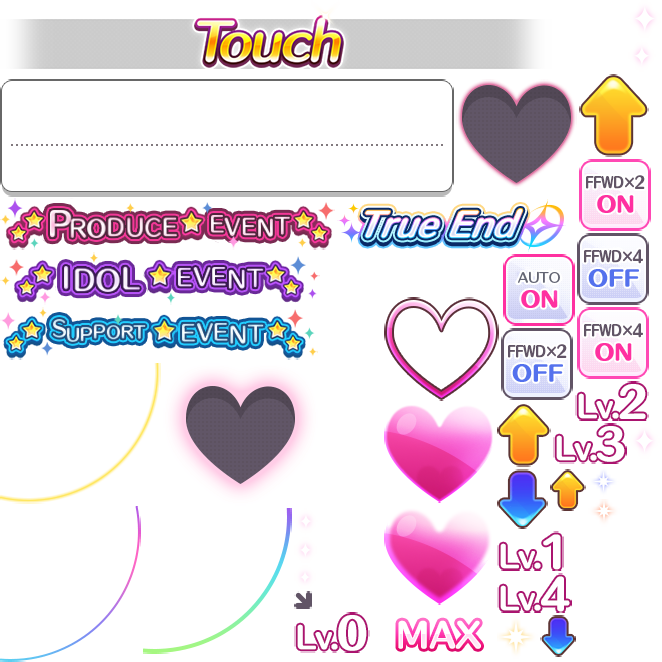 Touch
FFWD×2
ON
PRODUCE EVENT
True End
FFWD×4
OFF
IDOL EVENT
AUTO
ON
SUPPORT EVENT
FFWD×4
ON
FFWD×2
OFF
Lv.2
Lv.3
Lv.1
Lv.4
Lv.0
MAX